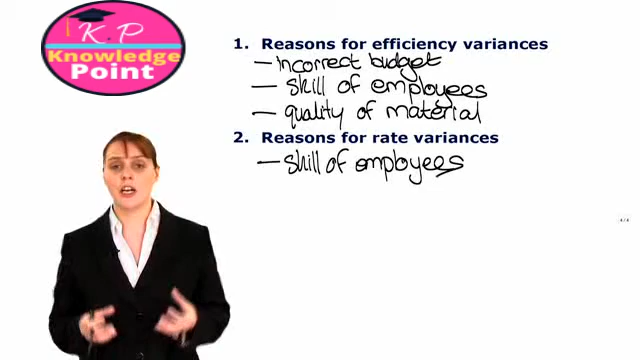 K.P
Knowledge
Point
1. Reasons for efficiency variances
— incorrect budget
— skill of employees
— quality of material
2. Reasons for rate variances
— skill of employees